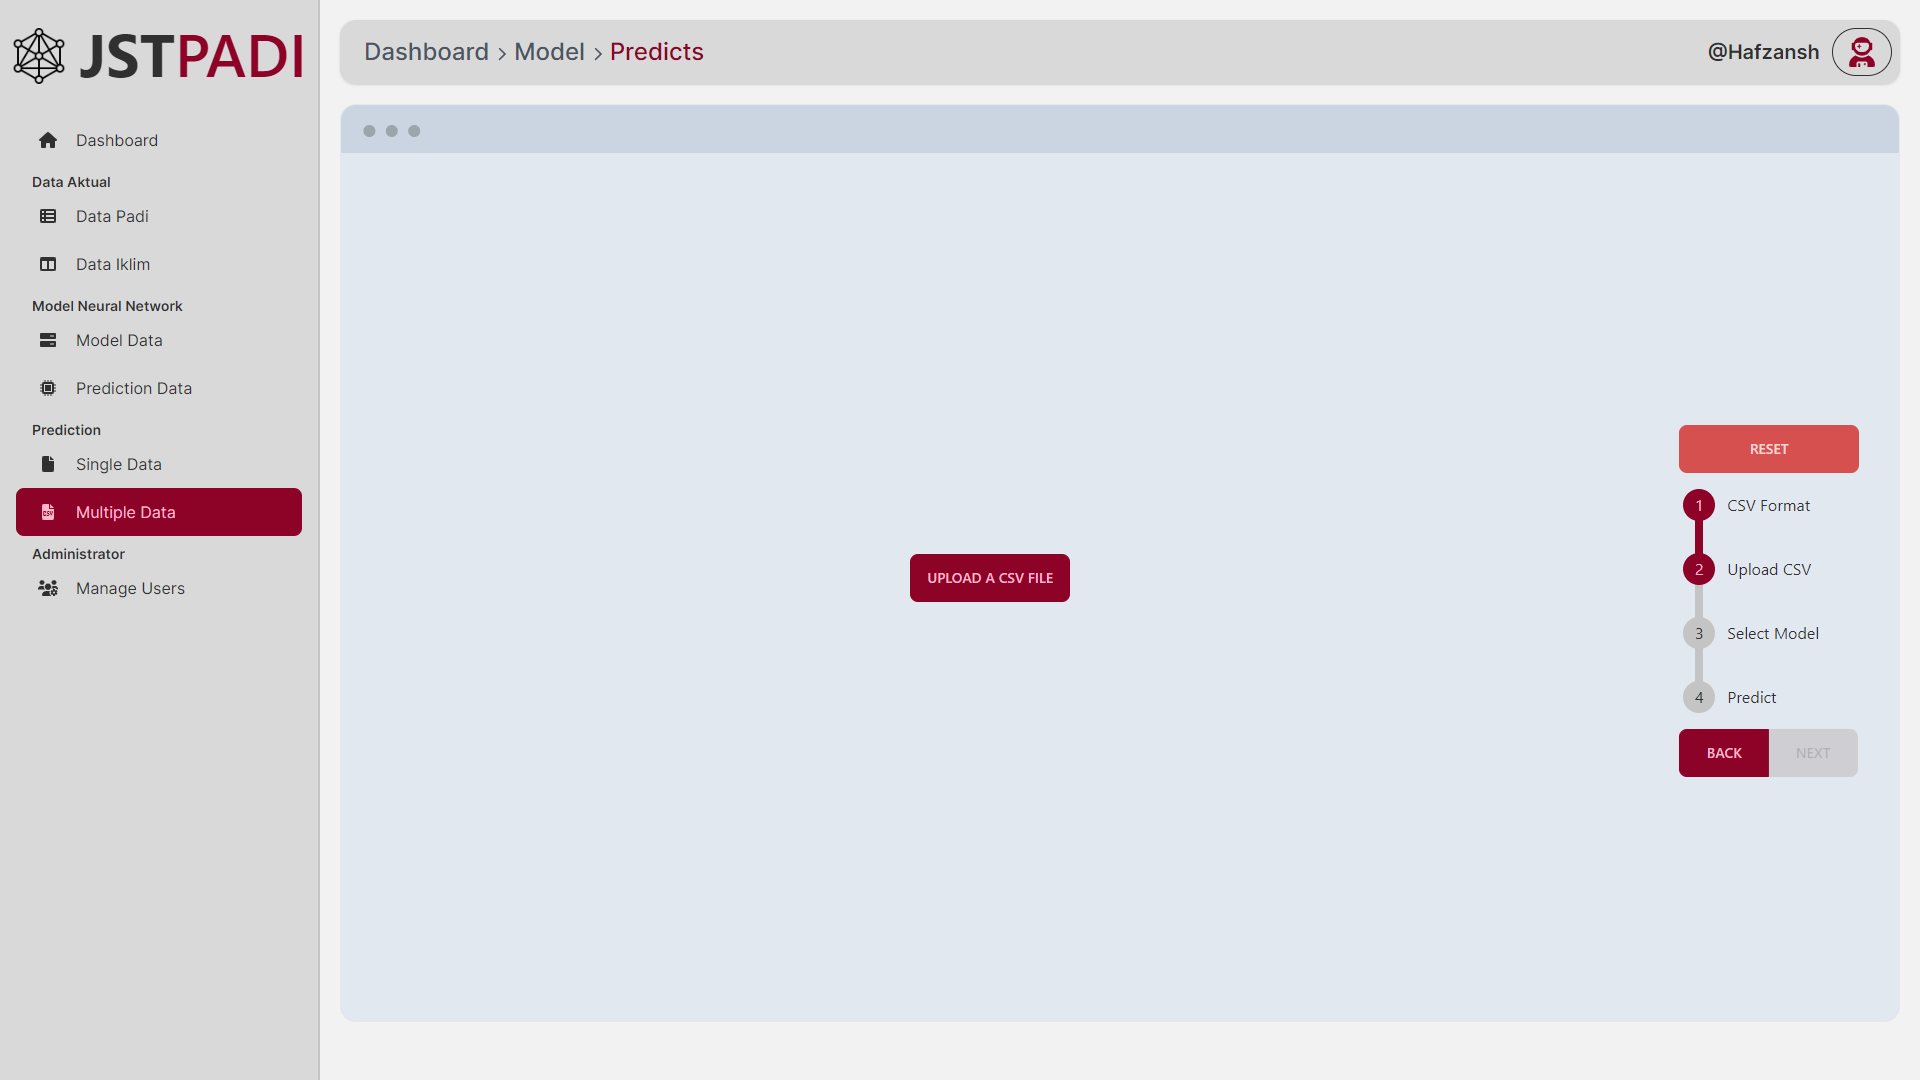 JSTPADI
Dashboard
Data Aktual
Data Padi
Data Iklim
Model Neural Network
Model Data
Prediction Data
Prediction
Single Data
CSV
Multiple Data
Administrator
Manage Users
Dashboard > Model > Predicts
@Hafzansh
UPLOAD A CSV FILE
RESET
1 CSV Format
2 Upload CSV
3 Select Model
4 Predict
BACK
NEXT